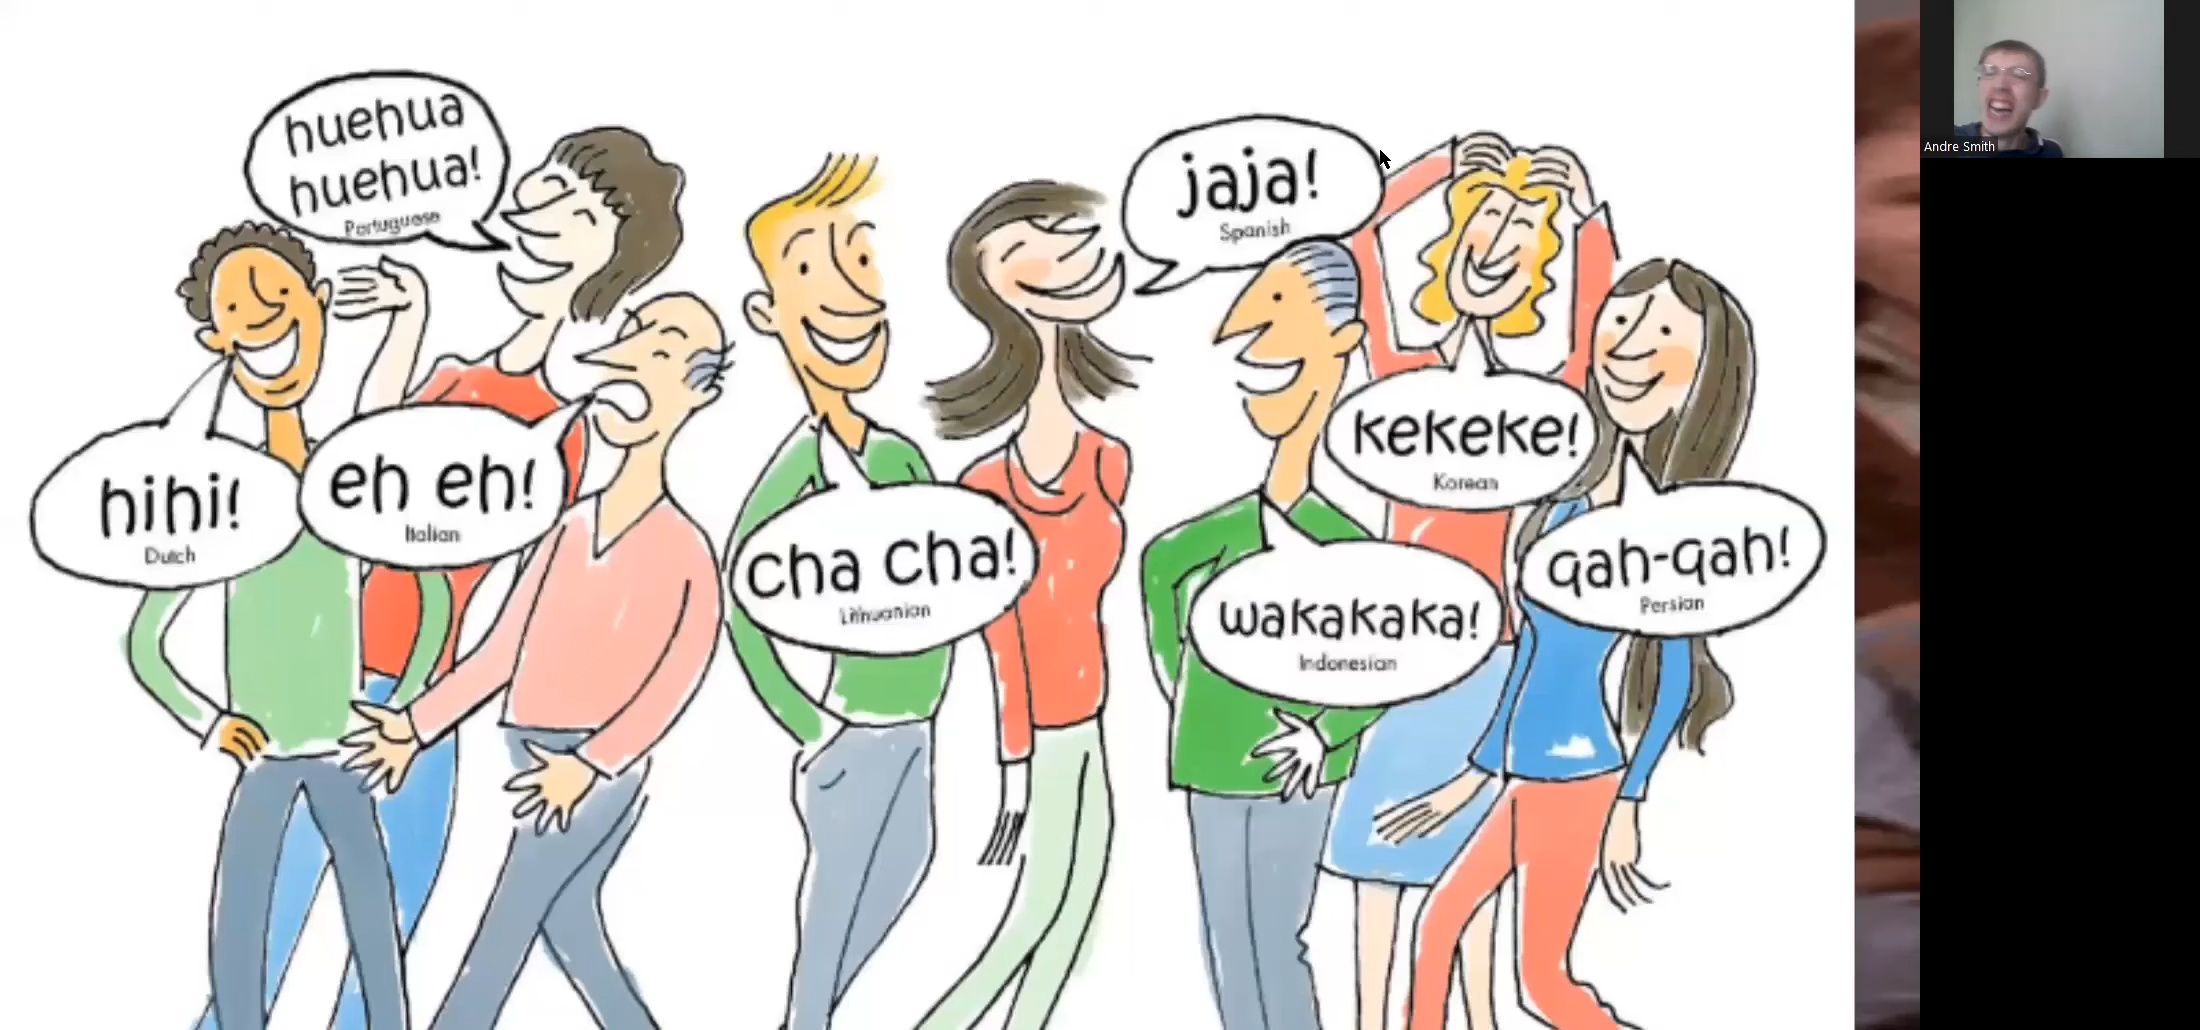 huehua
huehua!
Portuguese
hihi!
Dutch
eh eh!
Italian
cha cha!
Lithuanian
jaja!
Spanish
kekeke!
Korean
wakakaka!
Indonesian
qah-qah!
Persian
Andre Smith